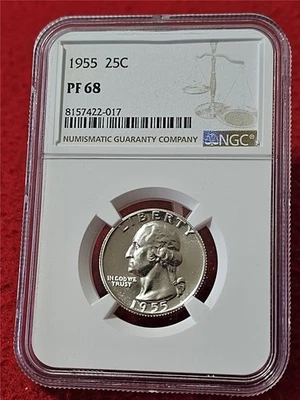 1955 25C
PF 68
8157422-017
NUMISMATIC GUARANTY COMPANY
NGC
LIBERTY
IN GOD WE
TRUST
1955